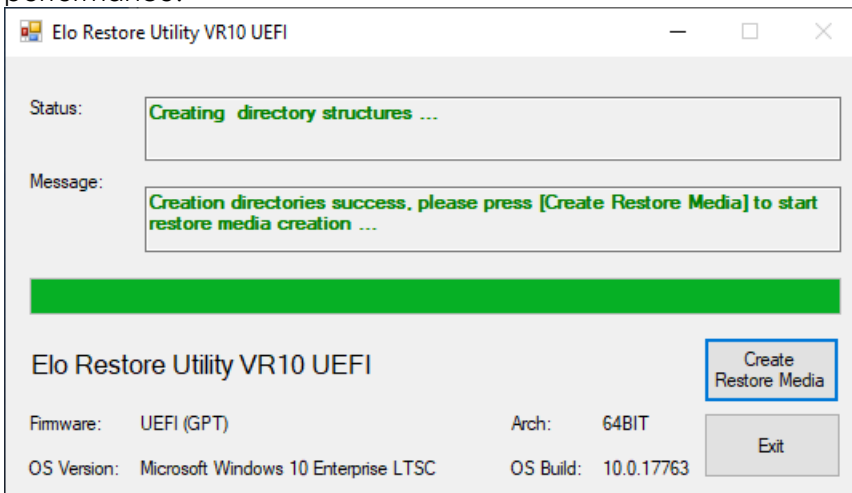 performance.
Elo Restore Utility VR10 UEFI
Status:
Creating directory structures ...
Message:
Creation directories success, please press [Create Restore Media] to start
restore media creation ...
Elo Restore Utility VR10 UEFI
Create
Restore Media
Firmware: UEFI (GPT) Arch: 64BIT
Exit
OS Version: Microsoft Windows 10 Enterprise LTSC OS Build: 10.0.17763